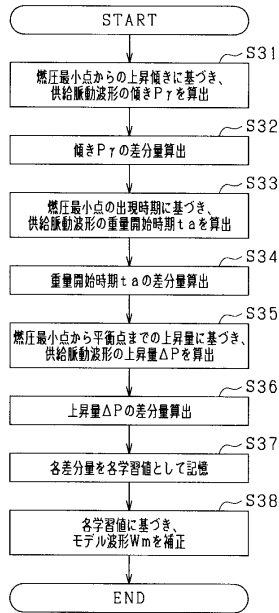 START
S31
燃圧最小点からの上昇傾きに基づき、
供給脈動波形の傾きPγを算出
S32
傾きPγの差分量算出
S33
燃圧最小点の出現時期に基づき、
供給脈動波形の重量開始時期taを算出
S34
重量開始時期taの差分量算出
S35
燃圧最小点から平衡点までの上昇量に基づき、
供給脈動波形の上昇量ΔPを算出
S36
上昇量ΔPの差分量算出
S37
各差分量を各学習値として記憶
S38
各学習値に基づき、
モデル波形Wmを補正
END